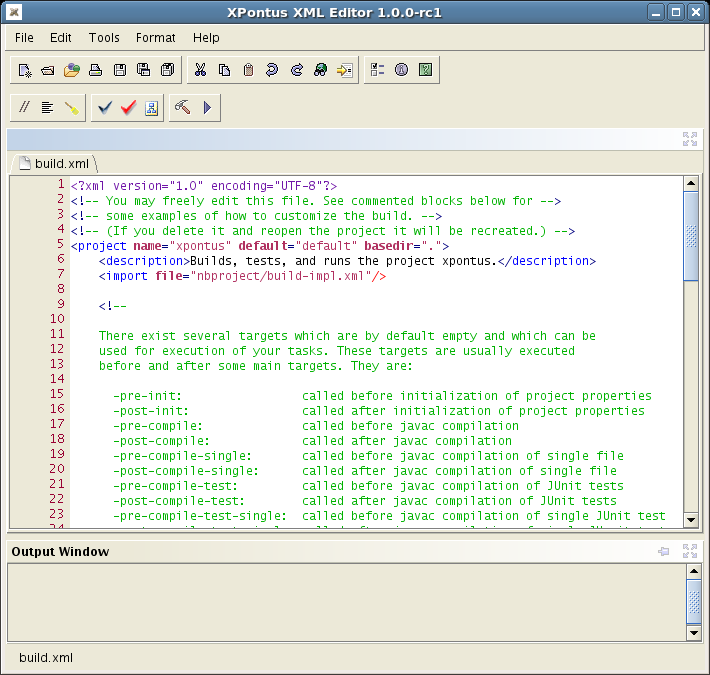 XPontus XML Editor 1.0.0-rc1
File Edit Tools Format Help
build.xml
1 <?xml version="1.0" encoding="UTF-8"?>
2 <!-- You may freely edit this file. See commented blocks below for -->
3 <!-- some examples of how to customize the build. -->
4 <!-- (If you delete it and reopen the project it will be recreated.) -->
5 <project name="xpontus" default="default" basedir=".">
6     <description>Builds, tests, and runs the project xpontus.</description>
7     <import file="nbproject/build-impl.xml"/>
8
9     <!--
10
11     There exist several targets which are by default empty and which can be
12     used for execution of your tasks. These targets are usually executed
13     before and after some main targets. They are:
14
15       -pre-init:                 called before initialization of project properties
16       -post-init:                called after initialization of project properties
17       -pre-compile:              called before javac compilation
18       -post-compile:             called after javac compilation
19       -pre-compile-single:       called before javac compilation of single file
20       -post-compile-single:      called after javac compilation of single file
21       -pre-compile-test:         called before javac compilation of JUnit tests
22       -post-compile-test:        called after javac compilation of JUnit tests
23       -pre-compile-test-single:  called before javac compilation of single JUnit test
Output Window
build.xml